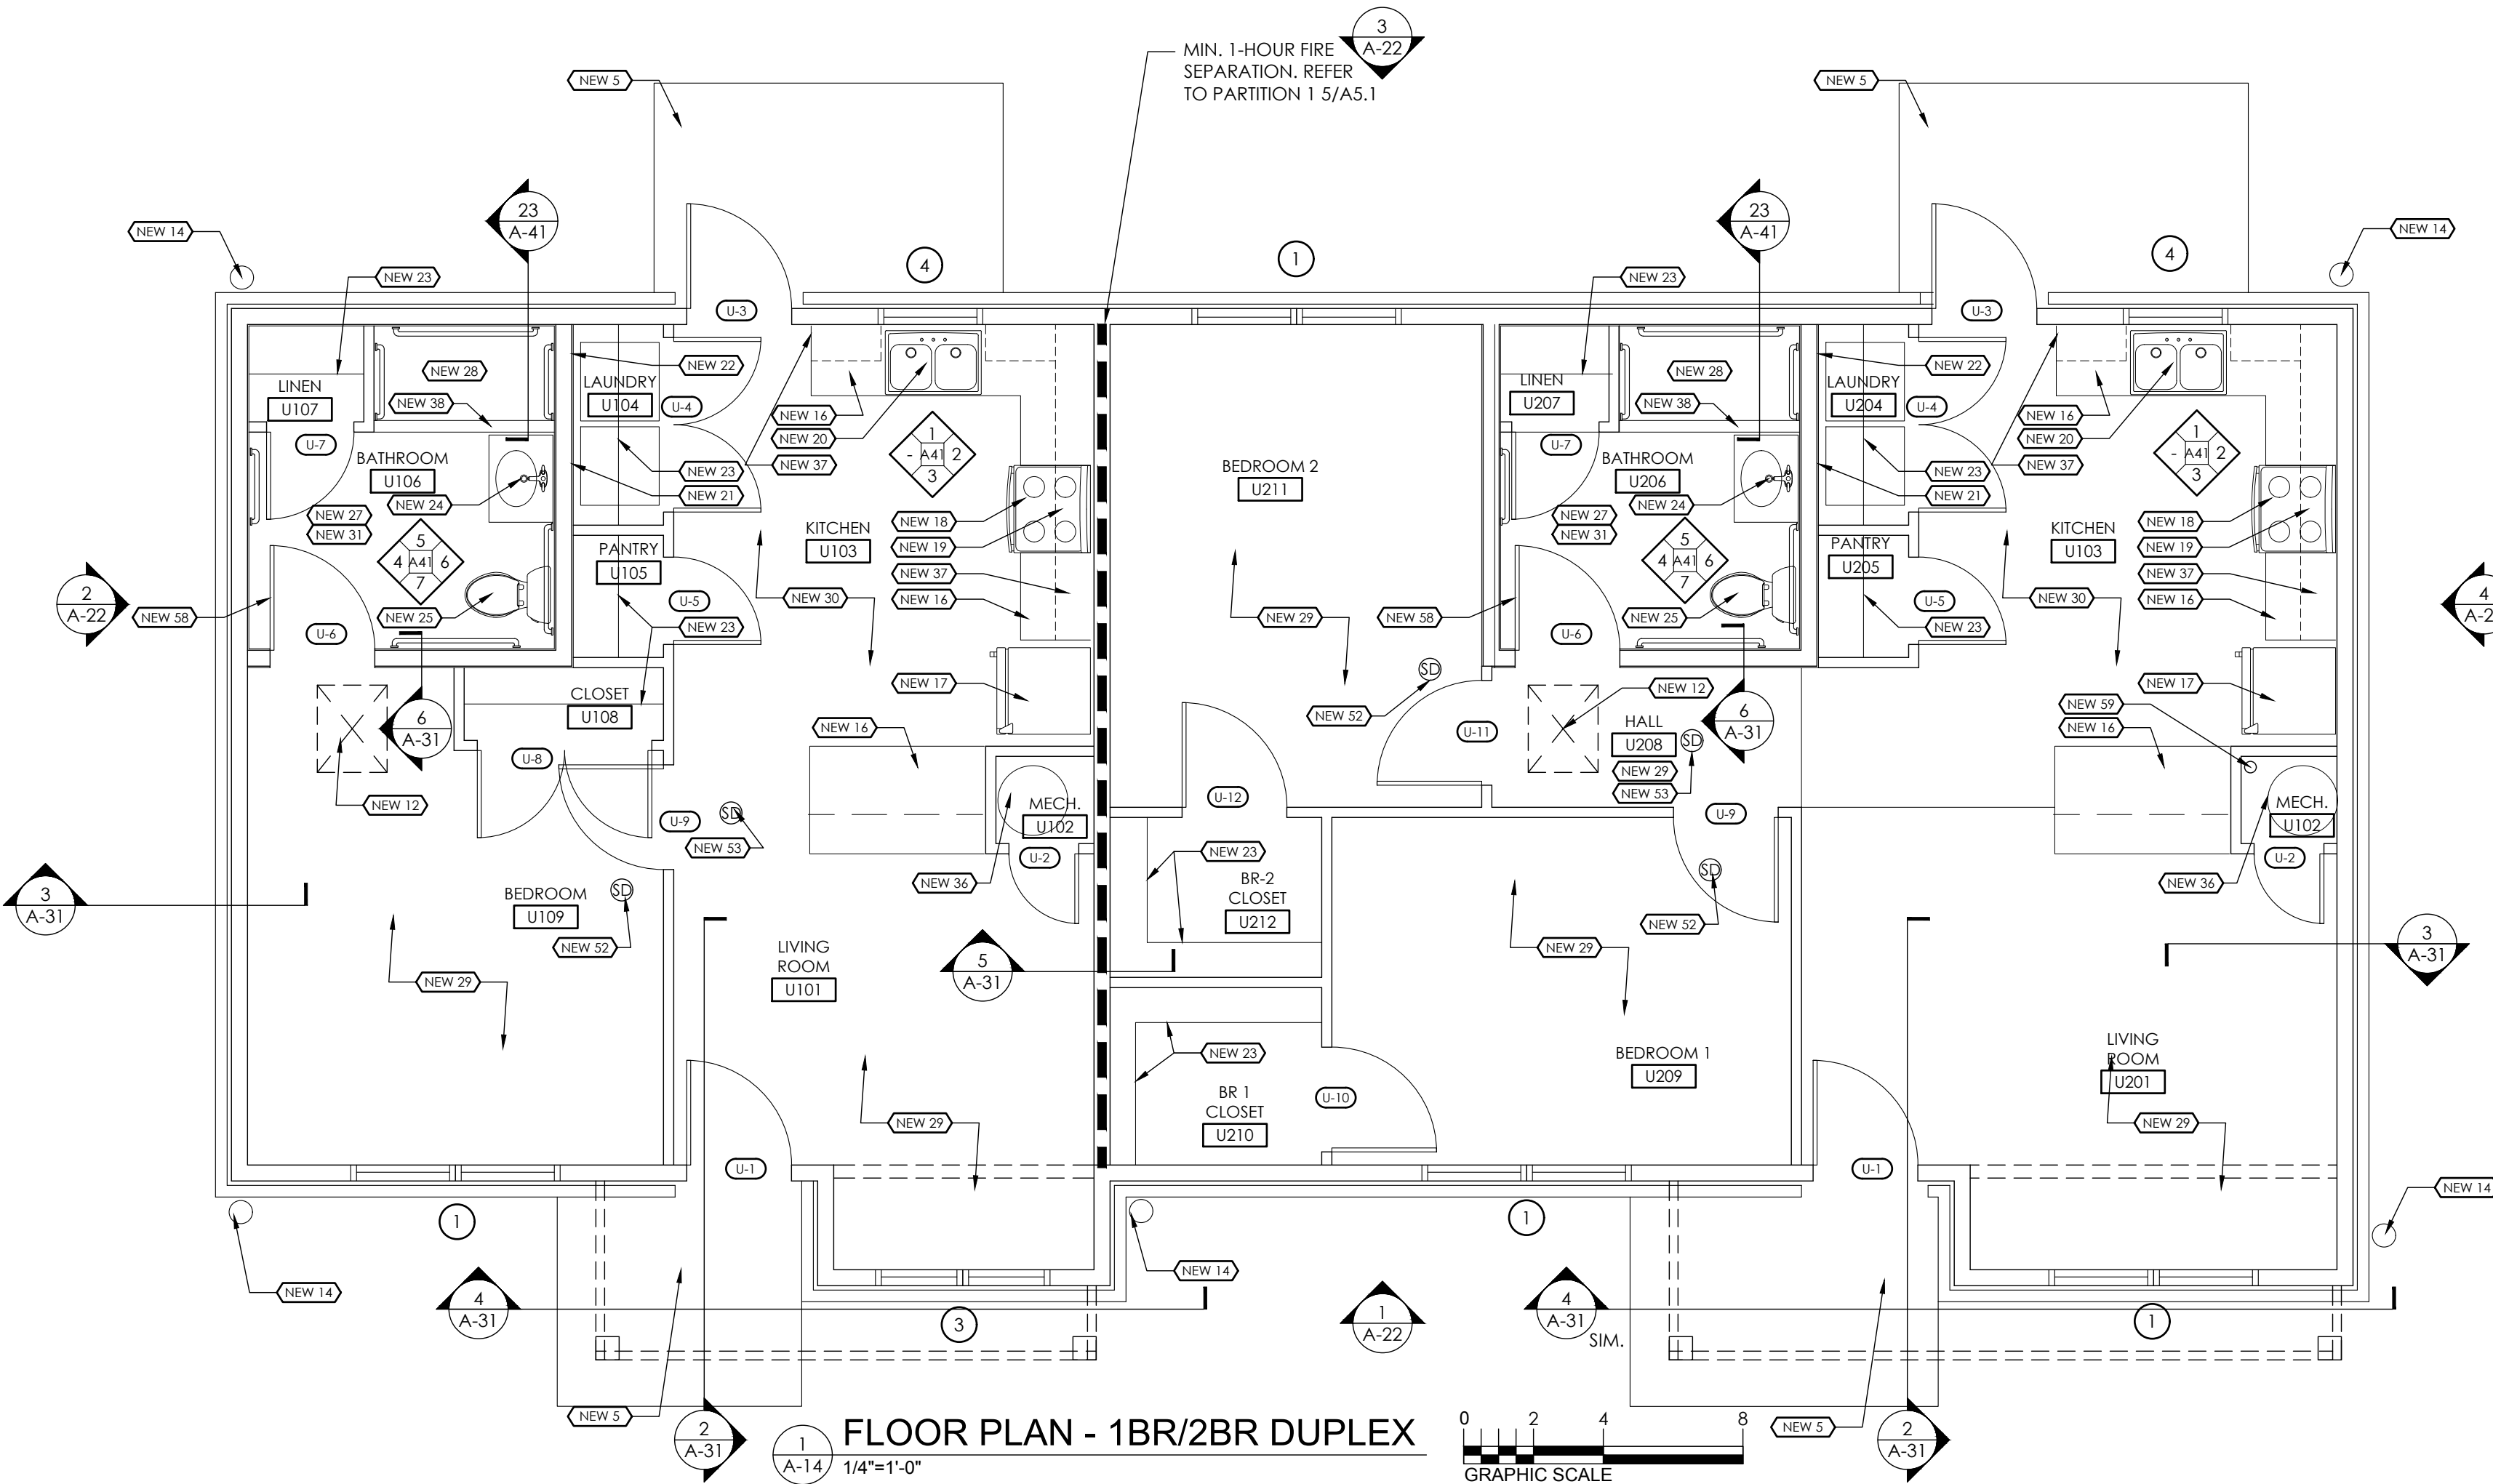 3
A-22
MIN. 1-HOUR FIRE
SEPARATION. REFER
TO PARTITION 1 5/A5.1
NEW 5
NEW 5
23
A-41
23
A-41
NEW 14
NEW 14
4
1
4
NEW 23
NEW 23
U-3
U-3
NEW 28
NEW 22
NEW 28
NEW 22
LINEN
U107
LAUNDRY
U104
LINEN
U207
LAUNDRY
U204
NEW 38
U-4
NEW 38
U-4
NEW 16
NEW 20
NEW 37
NEW 16
NEW 20
NEW 37
U-7
U-7
1
- A41 2
3
1
- A41 2
3
BATHROOM
U106
BEDROOM 2
U211
BATHROOM
U206
NEW 23
NEW 21
NEW 23
NEW 21
NEW 24
NEW 24
NEW 27
NEW 31
NEW 27
NEW 31
KITCHEN
U103
NEW 18
NEW 19
NEW 37
NEW 16
KITCHEN
U103
NEW 18
NEW 19
NEW 37
NEW 16
5
4 A41 6
7
PANTRY
U105
5
4 A41 6
7
PANTRY
U205
2
A-22
NEW 58
NEW 25
U-5
NEW 30
NEW 29
NEW 58
NEW 25
U-5
NEW 30
4
A-2
U-6
NEW 23
U-6
NEW 23
SD
CLOSET
U108
NEW 17
NEW 12
NEW 17
NEW 52
6
A-31
NEW 16
U-11
HALL
U208
SD
NEW 29
NEW 53
6
A-31
NEW 59
NEW 16
U-8
NEW 12
U-12
U-9
SD
NEW 53
MECH.
U102
U-9
MECH.
U102
U-2
NEW 23
U-2
NEW 36
NEW 36
3
A-31
BEDROOM
U109
SD
NEW 52
BR-2
CLOSET
U212
SD
NEW 52
3
A-31
LIVING
ROOM
U101
5
A-31
NEW 29
NEW 29
NEW 23
BEDROOM 1
U209
LIVING
ROOM
U201
NEW 29
BR 1
CLOSET
U210
U-10
NEW 29
U-1
U-1
NEW 14
1
1
NEW 14
NEW 14
4
A-31
3
1
A-22
4
A-31
SIM.
1
NEW 5
2
A-31
1
A-14
FLOOR PLAN - 1BR/2BR DUPLEX
1/4"=1'-0"
0 2 4 8
GRAPHIC SCALE
NEW 5
2
A-31